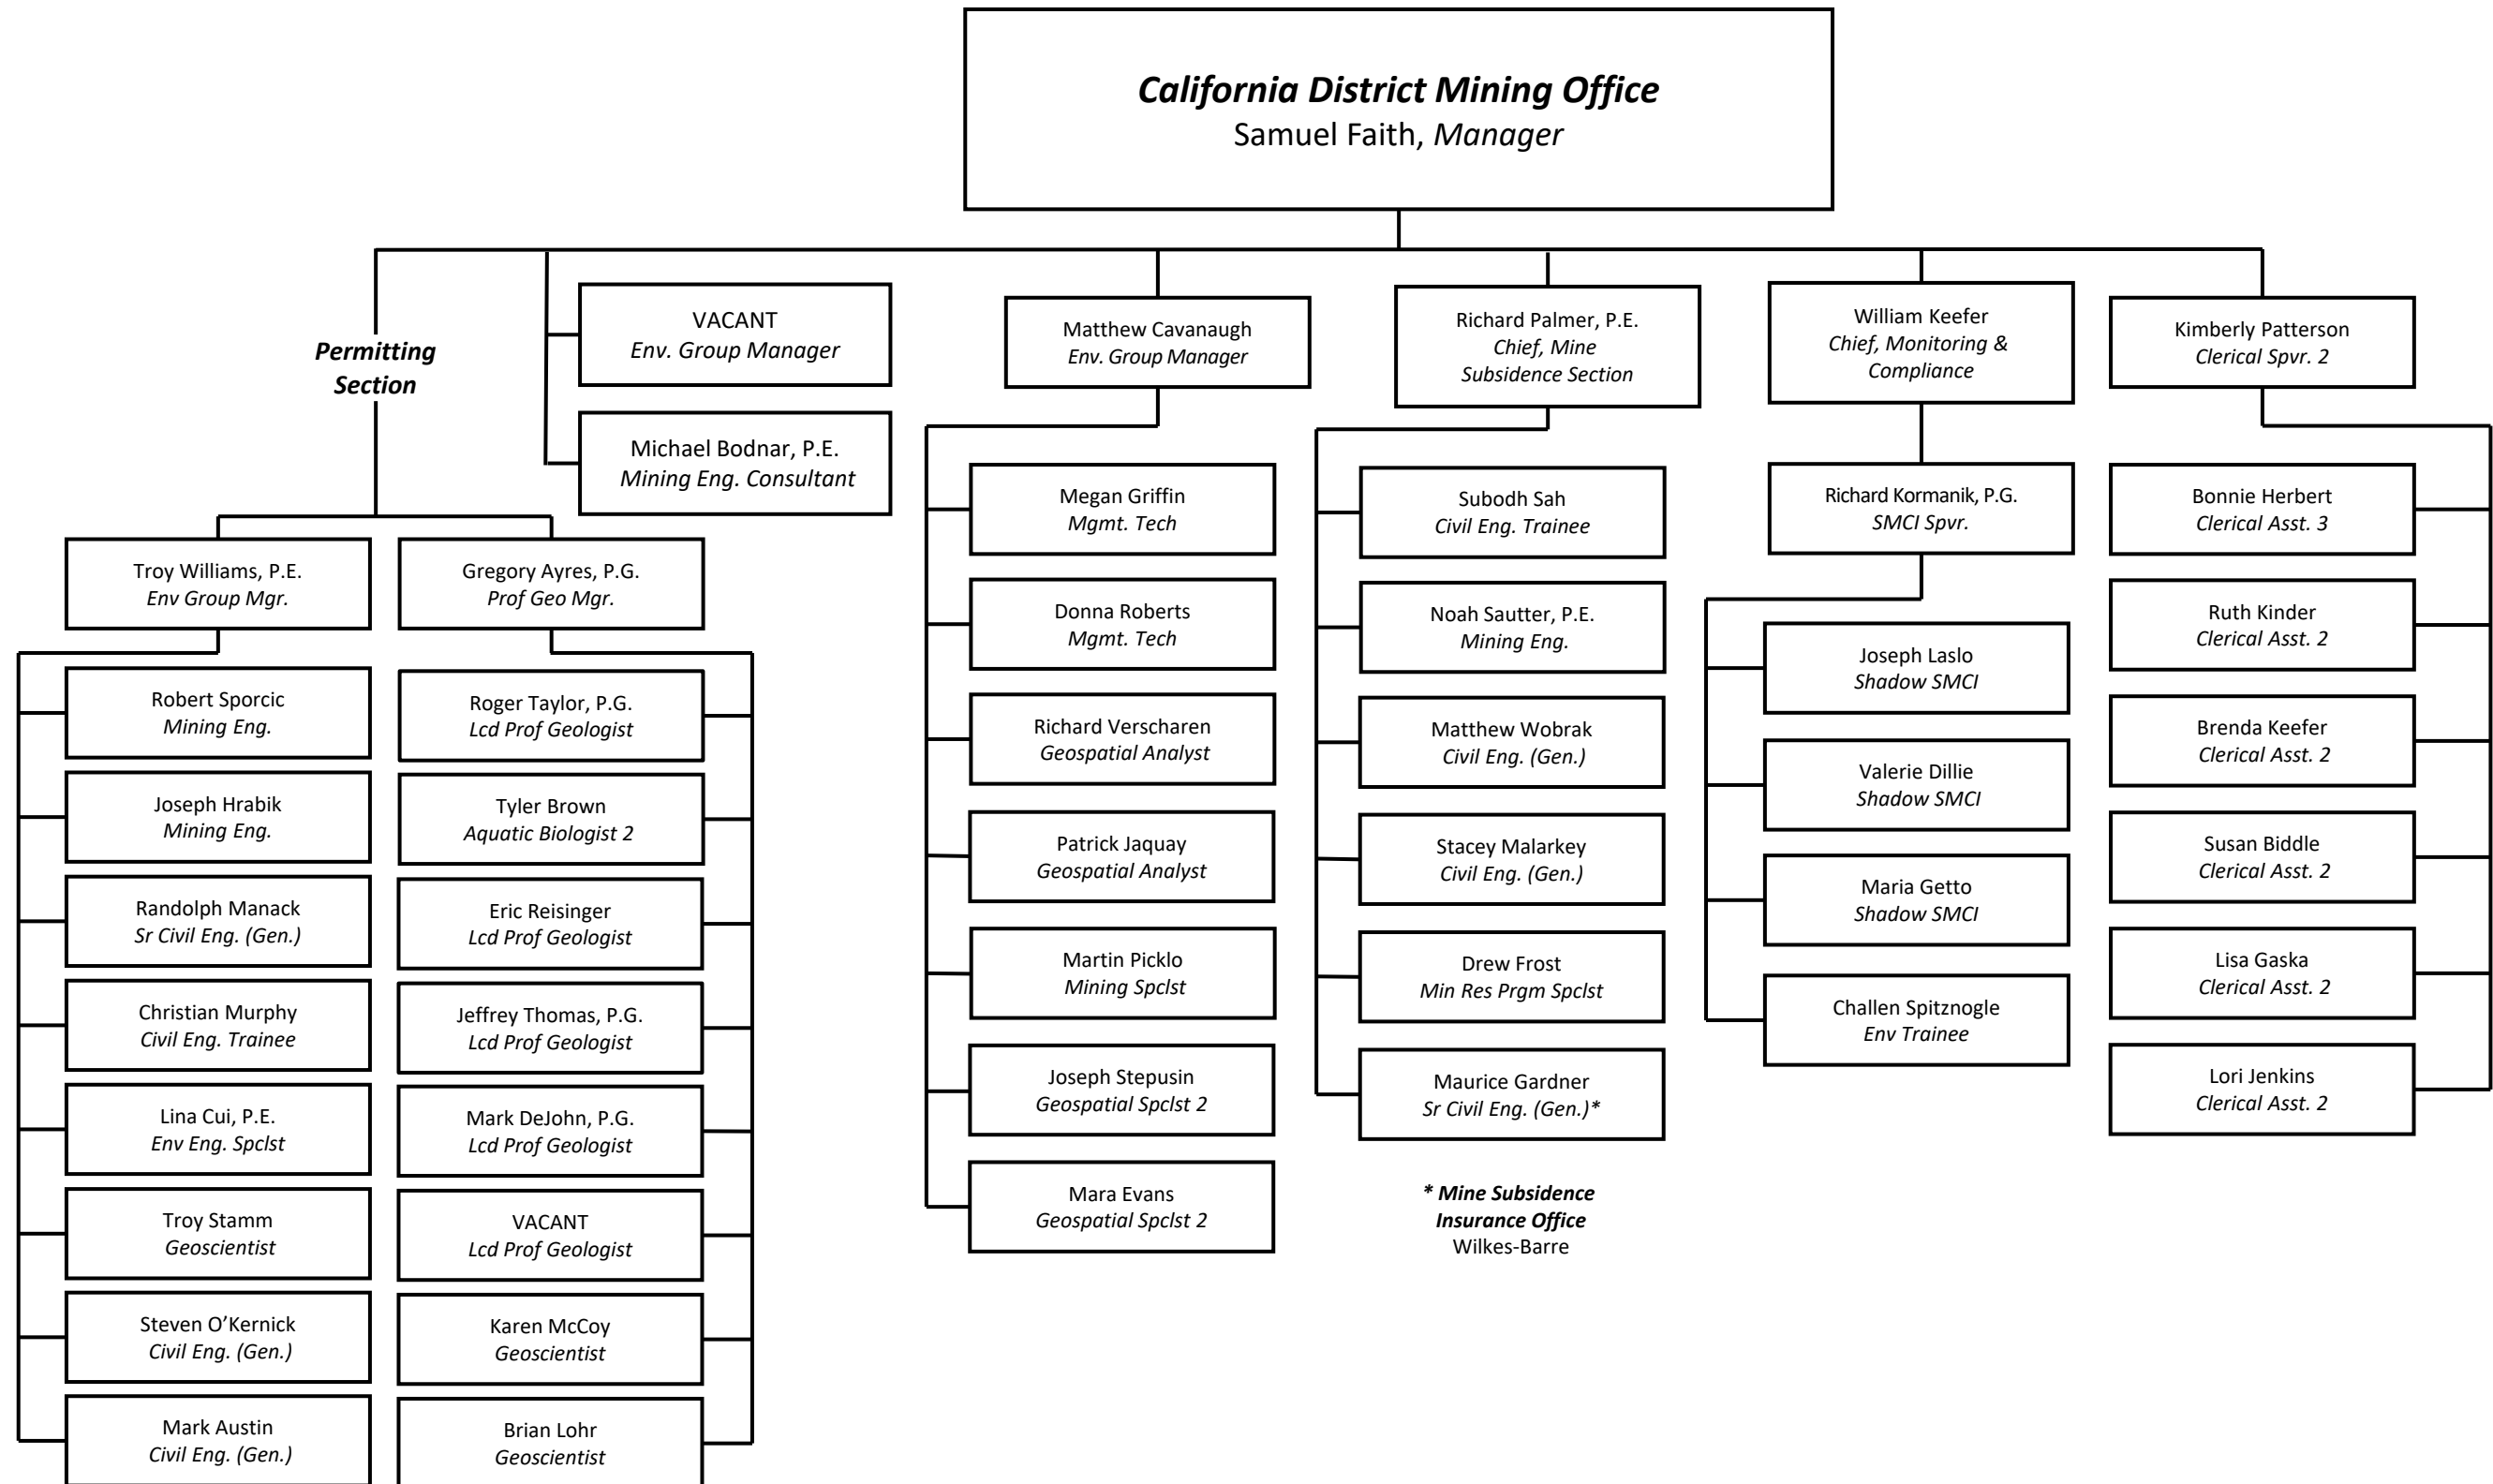 California District Mining Office
Samuel Faith, Manager
Permitting
Section
VACANT
Env. Group Manager
Michael Bodnar, P.E.
Mining Eng. Consultant
Troy Williams, P.E.
Env Group Mgr.
Robert Sporcic
Mining Eng.
Joseph Hrabik
Mining Eng.
Randolph Manack
Sr Civil Eng. (Gen.)
Christian Murphy
Civil Eng. Trainee
Lina Cui, P.E.
Env Eng. Spclst
Troy Stamm
Geoscientist
Steven O’Kernick
Civil Eng. (Gen.)
Mark Austin
Civil Eng. (Gen.)
Gregory Ayres, P.G.
Prof Geo Mgr.
Roger Taylor, P.G.
Lcd Prof Geologist
Tyler Brown
Aquatic Biologist 2
Eric Reisinger
Lcd Prof Geologist
Jeffrey Thomas, P.G.
Lcd Prof Geologist
Mark DeJohn, P.G.
Lcd Prof Geologist
VACANT
Lcd Prof Geologist
Karen McCoy
Geoscientist
Brian Lohr
Geoscientist
Matthew Cavanaugh
Env. Group Manager
Megan Griffin
Mgmt. Tech
Donna Roberts
Mgmt. Tech
Richard Verscharen
Geospatial Analyst
Patrick Jaquay
Geospatial Analyst
Martin Picklo
Mining Spclst
Joseph Stepusin
Geospatial Spclst 2
Mara Evans
Geospatial Spclst 2
Richard Palmer, P.E.
Chief, Mine
Subsidence Section
Subodh Sah
Civil Eng. Trainee
Noah Sautter, P.E.
Mining Eng.
Matthew Wobrak
Civil Eng. (Gen.)
Stacey Malarkey
Civil Eng. (Gen.)
Drew Frost
Min Res Prgm Spclst
Maurice Gardner
Sr Civil Eng. (Gen.)*
* Mine Subsidence
Insurance Office
Wilkes-Barre
William Keefer
Chief, Monitoring &
Compliance
Richard Kormanik, P.G.
SMCI Spvr.
Joseph Laslo
Shadow SMCI
Valerie Dillie
Shadow SMCI
Maria Getto
Shadow SMCI
Challen Spitznogle
Env Trainee
Kimberly Patterson
Clerical Spvr. 2
Bonnie Herbert
Clerical Asst. 3
Ruth Kinder
Clerical Asst. 2
Brenda Keefer
Clerical Asst. 2
Susan Biddle
Clerical Asst. 2
Lisa Gaska
Clerical Asst. 2
Lori Jenkins
Clerical Asst. 2